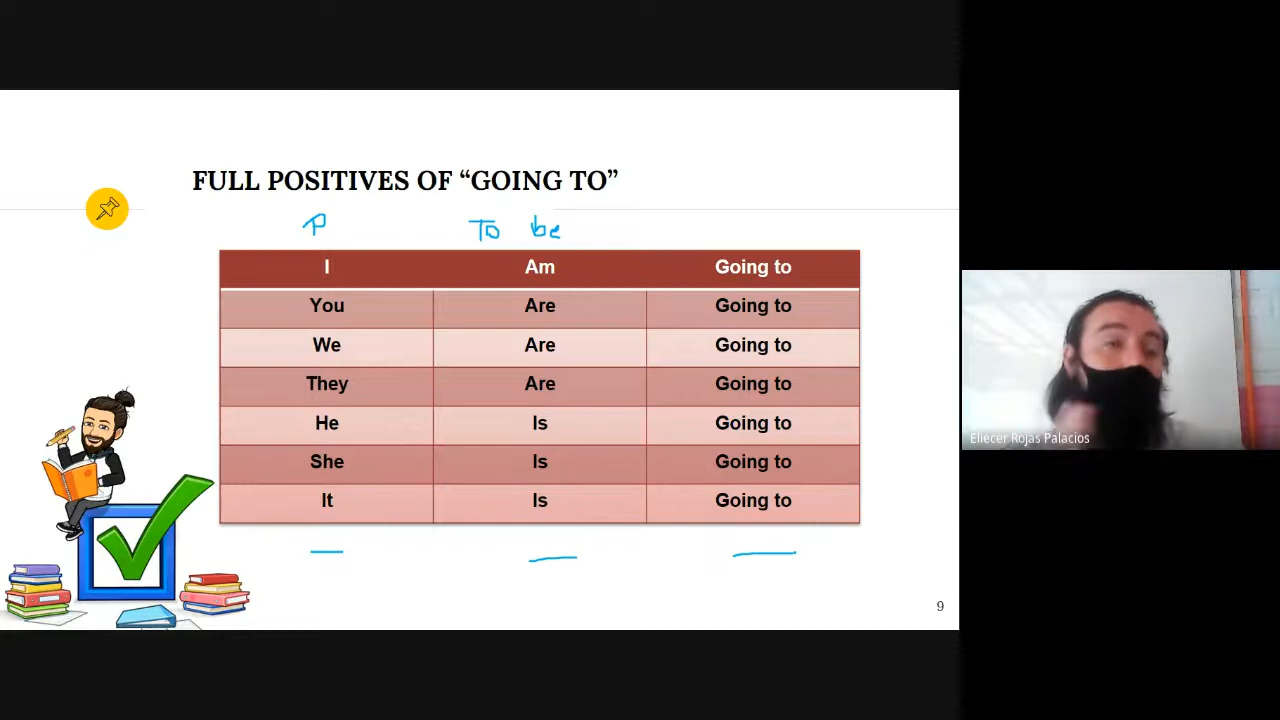 FULL POSITIVES OF “GOING TO”
P To be
I Am Going to
You Are Going to
We Are Going to
They Are Going to
He Is Going to
She Is Going to
It Is Going to
Eliecer Rojas Palacios
9